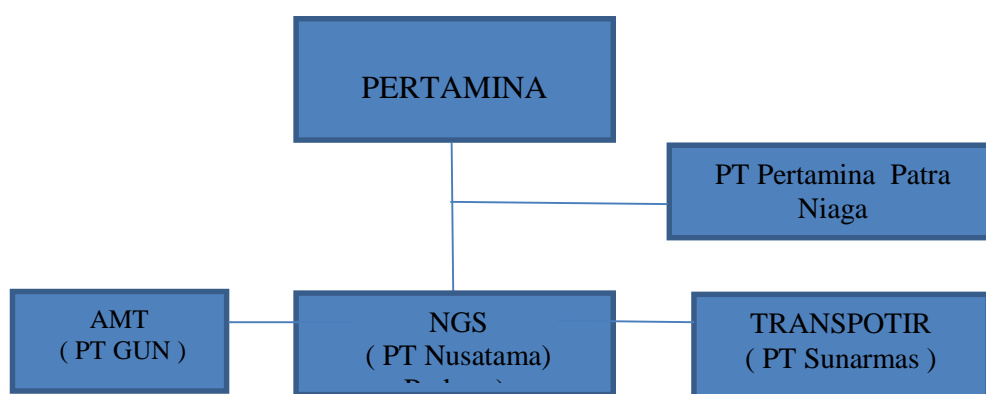 PERTAMINA
PT Pertamina Patra
Niaga
AMT
( PT GUN )
NGS
( PT Nusatama)
TRANSPOTIR
( PT Sunarmas )